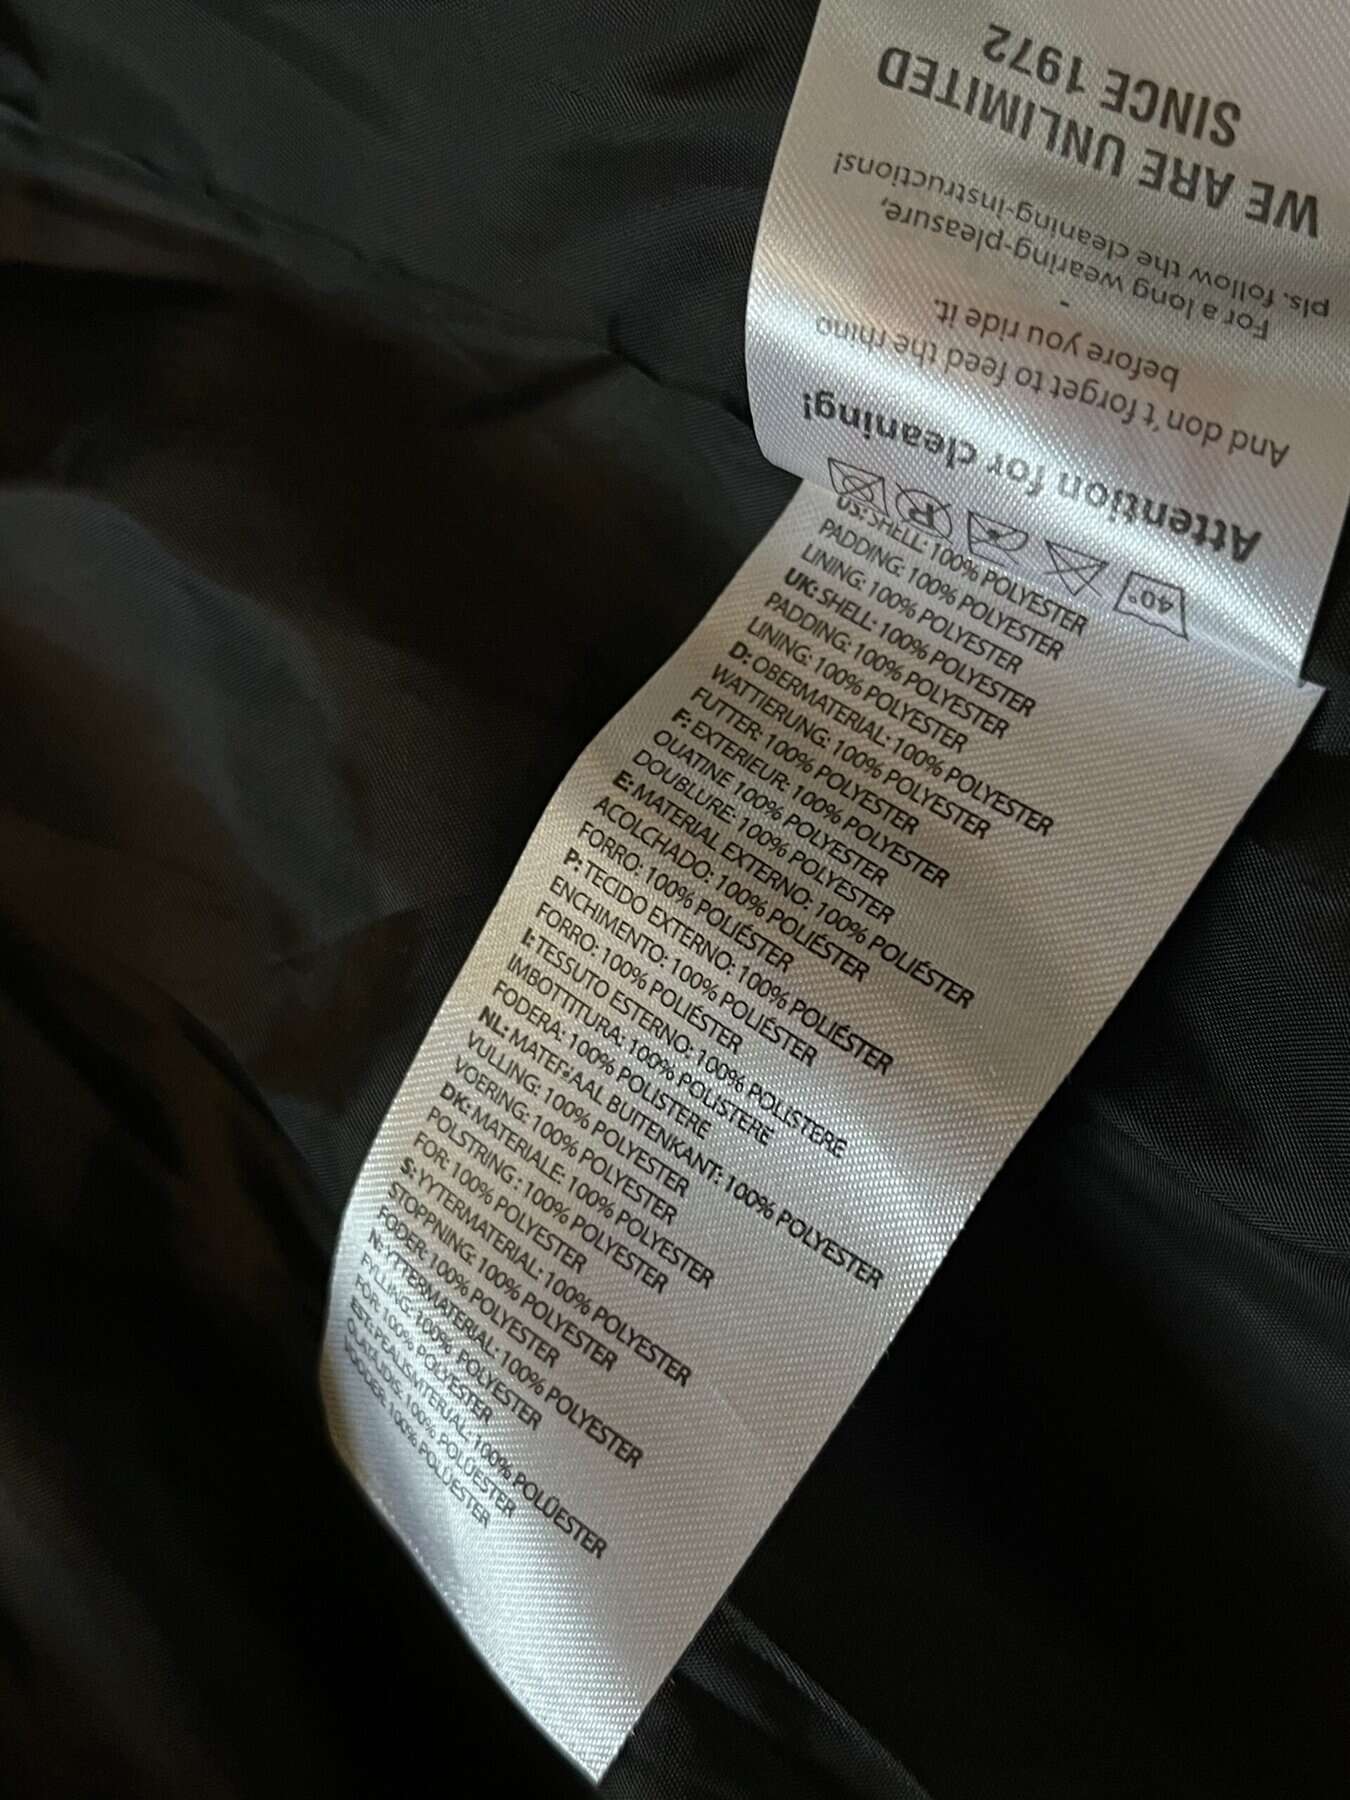 WE ARE UNLIMITED
SINCE 1972
For a long wearing-pleasure,
pls. follow the cleaning-instructions!
-
And don´t forget to feed the rhino
before you ride it.
Attention for cleaning!
40°
P
US: SHELL: 100% POLYESTER
PADDING: 100% POLYESTER
LINING: 100% POLYESTER
UK: SHELL: 100% POLYESTER
PADDING: 100% POLYESTER
LINING: 100% POLYESTER
D: OBERMATERIAL: 100% POLYESTER
WATTIERUNG: 100% POLYESTER
FUTTER: 100% POLYESTER
F: EXTERIEUR: 100% POLYESTER
OUATINE 100% POLYESTER
DOUBLURE: 100% POLYESTER
E: MATERIAL EXTERNO: 100% POLIÉSTER
ACOLCHADO: 100% POLIÉSTER
FORRO: 100% POLIÉSTER
P: TECIDO EXTERNO: 100% POLIÉSTER
ENCHIMENTO: 100% POLIÉSTER
FORRO: 100% POLIÉSTER
I: TESSUTO ESTERNO: 100% POLISTERE
IMBOTTITURA: 100% POLISTERE
FODERA: 100% POLISTERE
NL: MATERIAAL BUITENKANT: 100% POLYESTER
VULLING: 100% POLYESTER
VOERING: 100% POLYESTER
DK: MATERIALE: 100% POLYESTER
POLSTRING : 100% POLYESTER
FOR: 100% POLYESTER
S: YYTERMATERIAL: 100% POLYESTER
STOPPNING: 100% POLYESTER
FODER: 100% POLYESTER
N: YTTERMATERIAL: 100% POLYESTER
FYLLING: 100% POLYESTER
FOR: 100% POLYESTER
EST: PEALISMTERJAL: 100% POLÜESTER
100% POLÜESTER
VOODER: 100% POLÜESTER